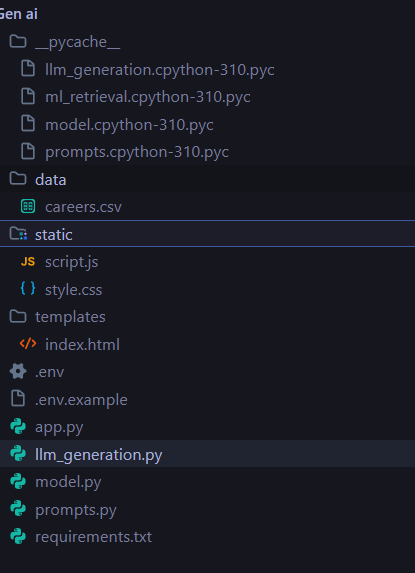 Gen ai
__pycache__
llm_generation.cpython-310.pyc
ml_retrieval.cpython-310.pyc
model.cpython-310.pyc
prompts.cpython-310.pyc
data
careers.csv
static
JS script.js
{ } style.css
templates
</> index.html
.env
.env.example
app.py
llm_generation.py
model.py
prompts.py
requirements.txt